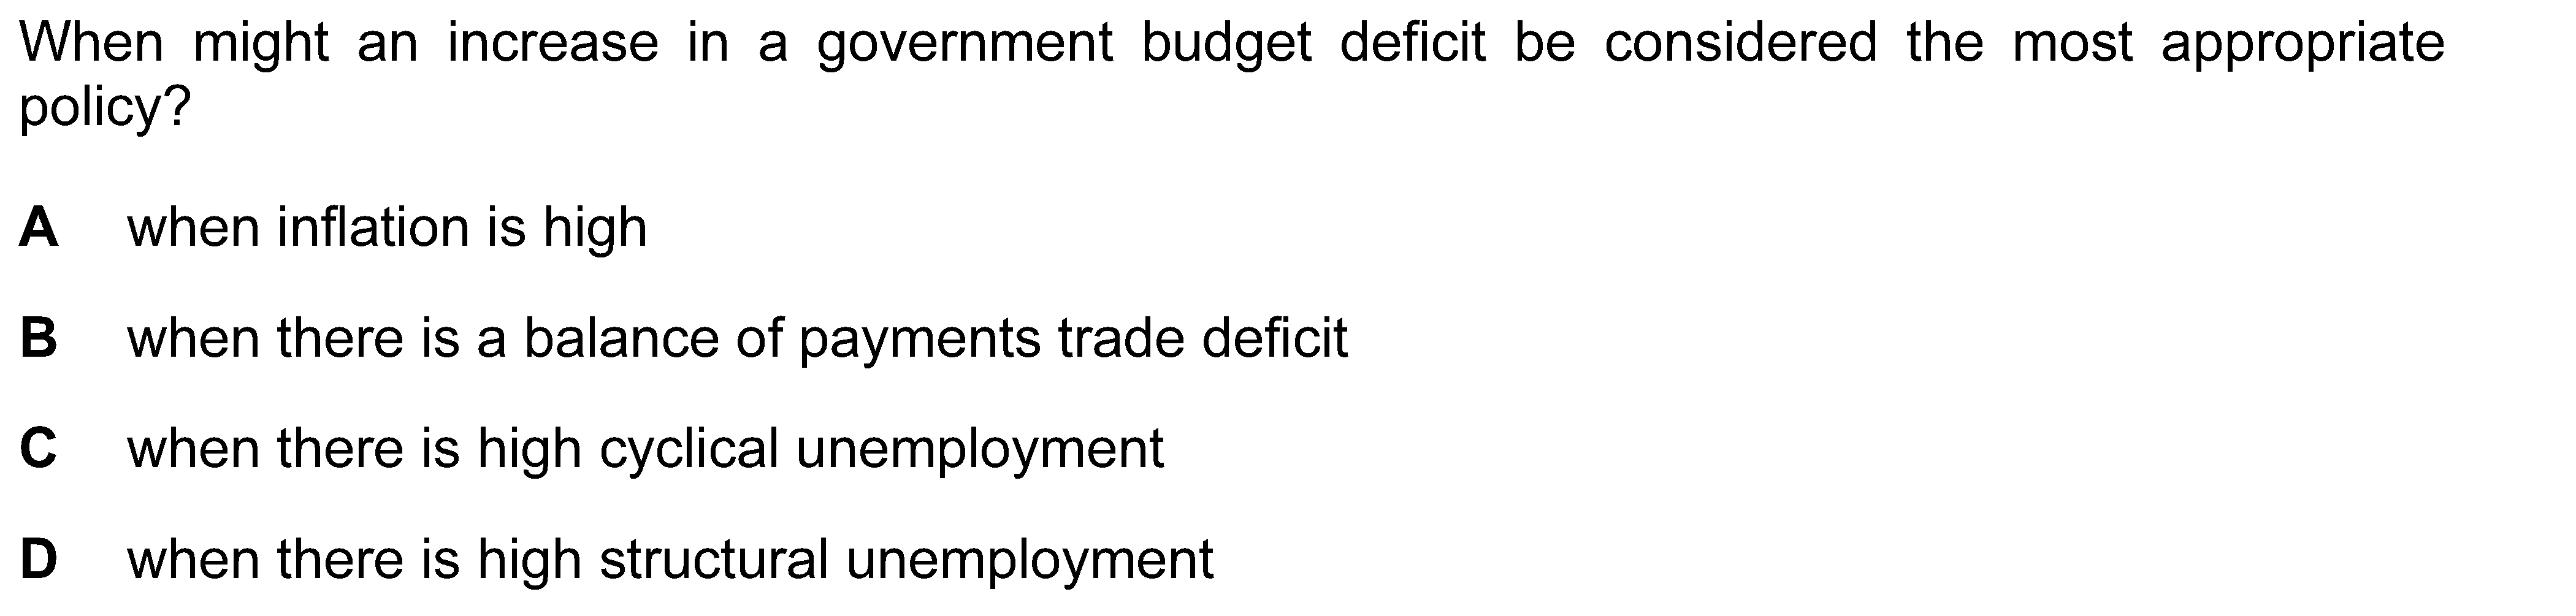 When might an increase in a government budget deficit be considered the most appropriate
policy?
A when inflation is high
B when there is a balance of payments trade deficit
C when there is high cyclical unemployment
D when there is high structural unemployment